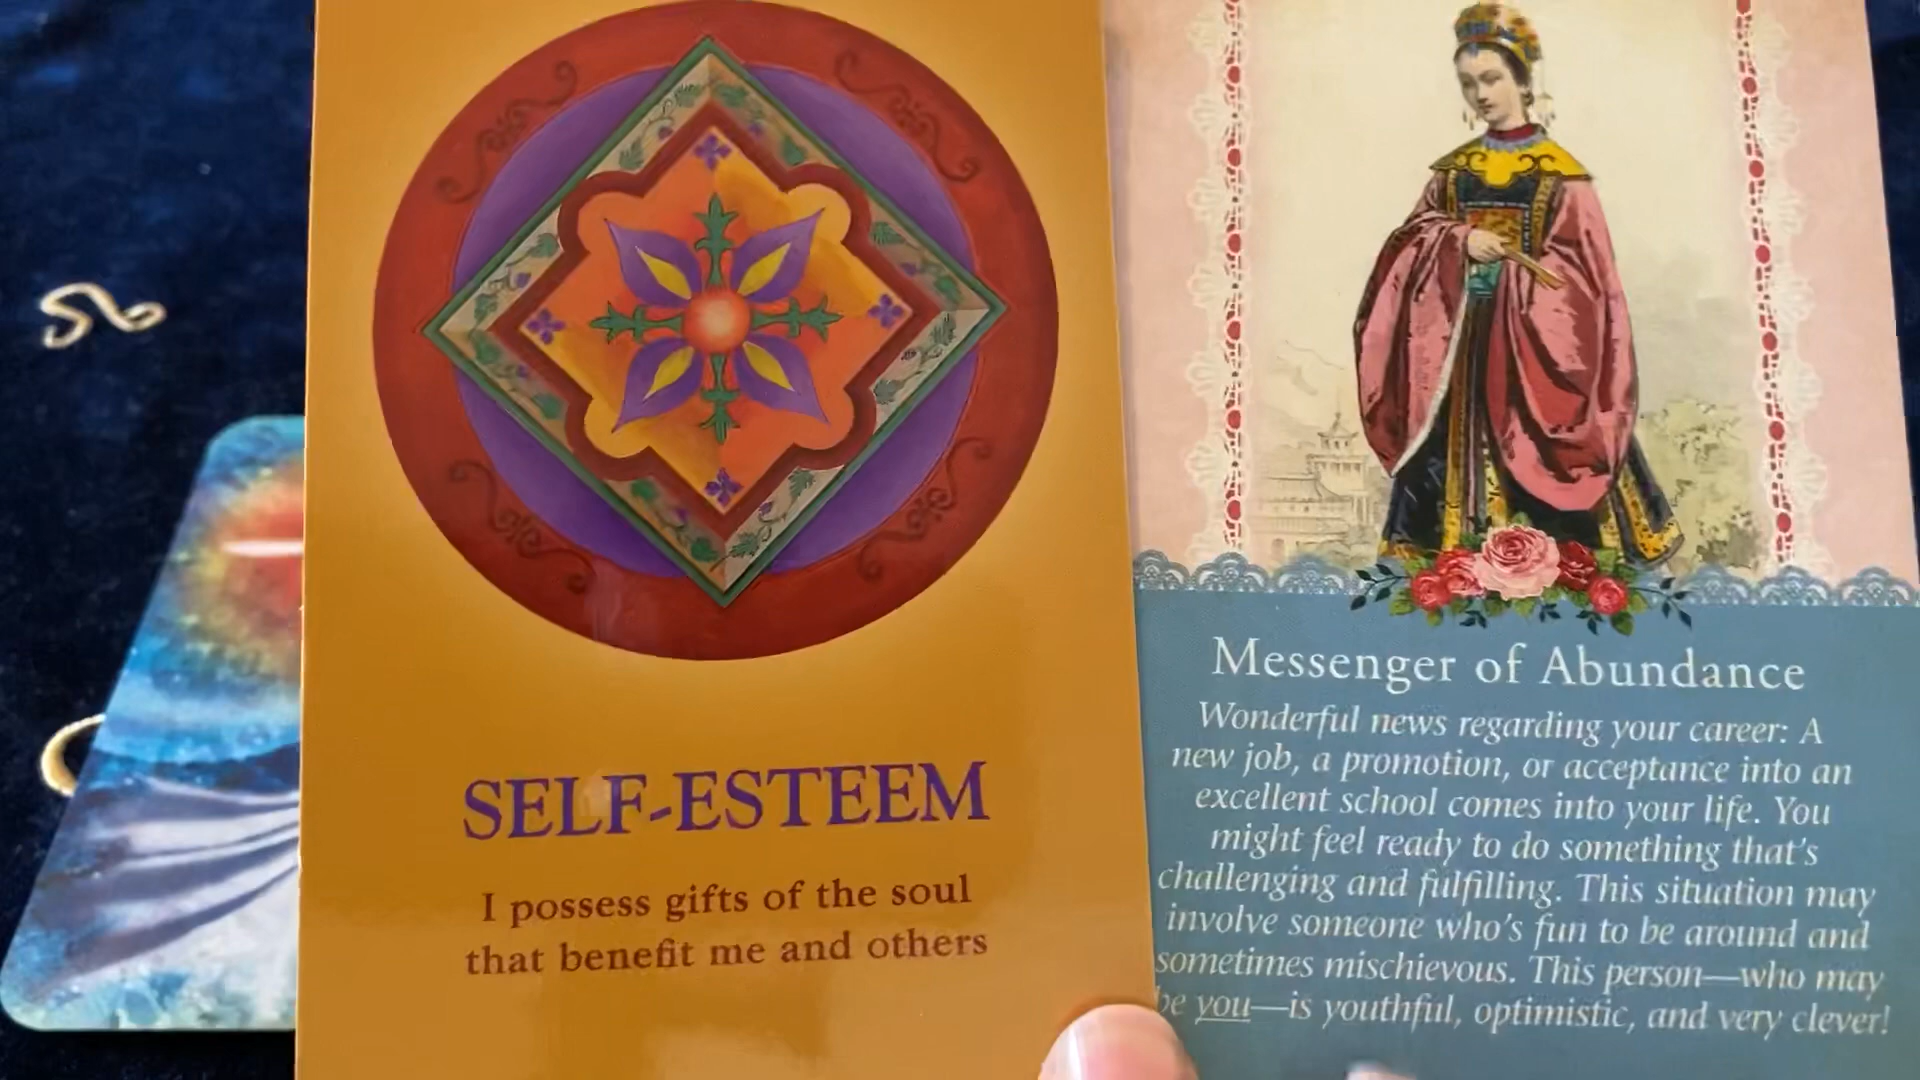 SELF-ESTEEM
I possess gifts of the soul
that benefit me and others
Messenger of Abundance
Wonderful news regarding your career: A
new job, a promotion, or acceptance into an
excellent school comes into your life. You
might feel ready to do something that's
challenging and fulfilling. This situation may
involve someone who's fun to be around and
sometimes mischievous. This person—who may
be you—is youthful, optimistic, and very clever!